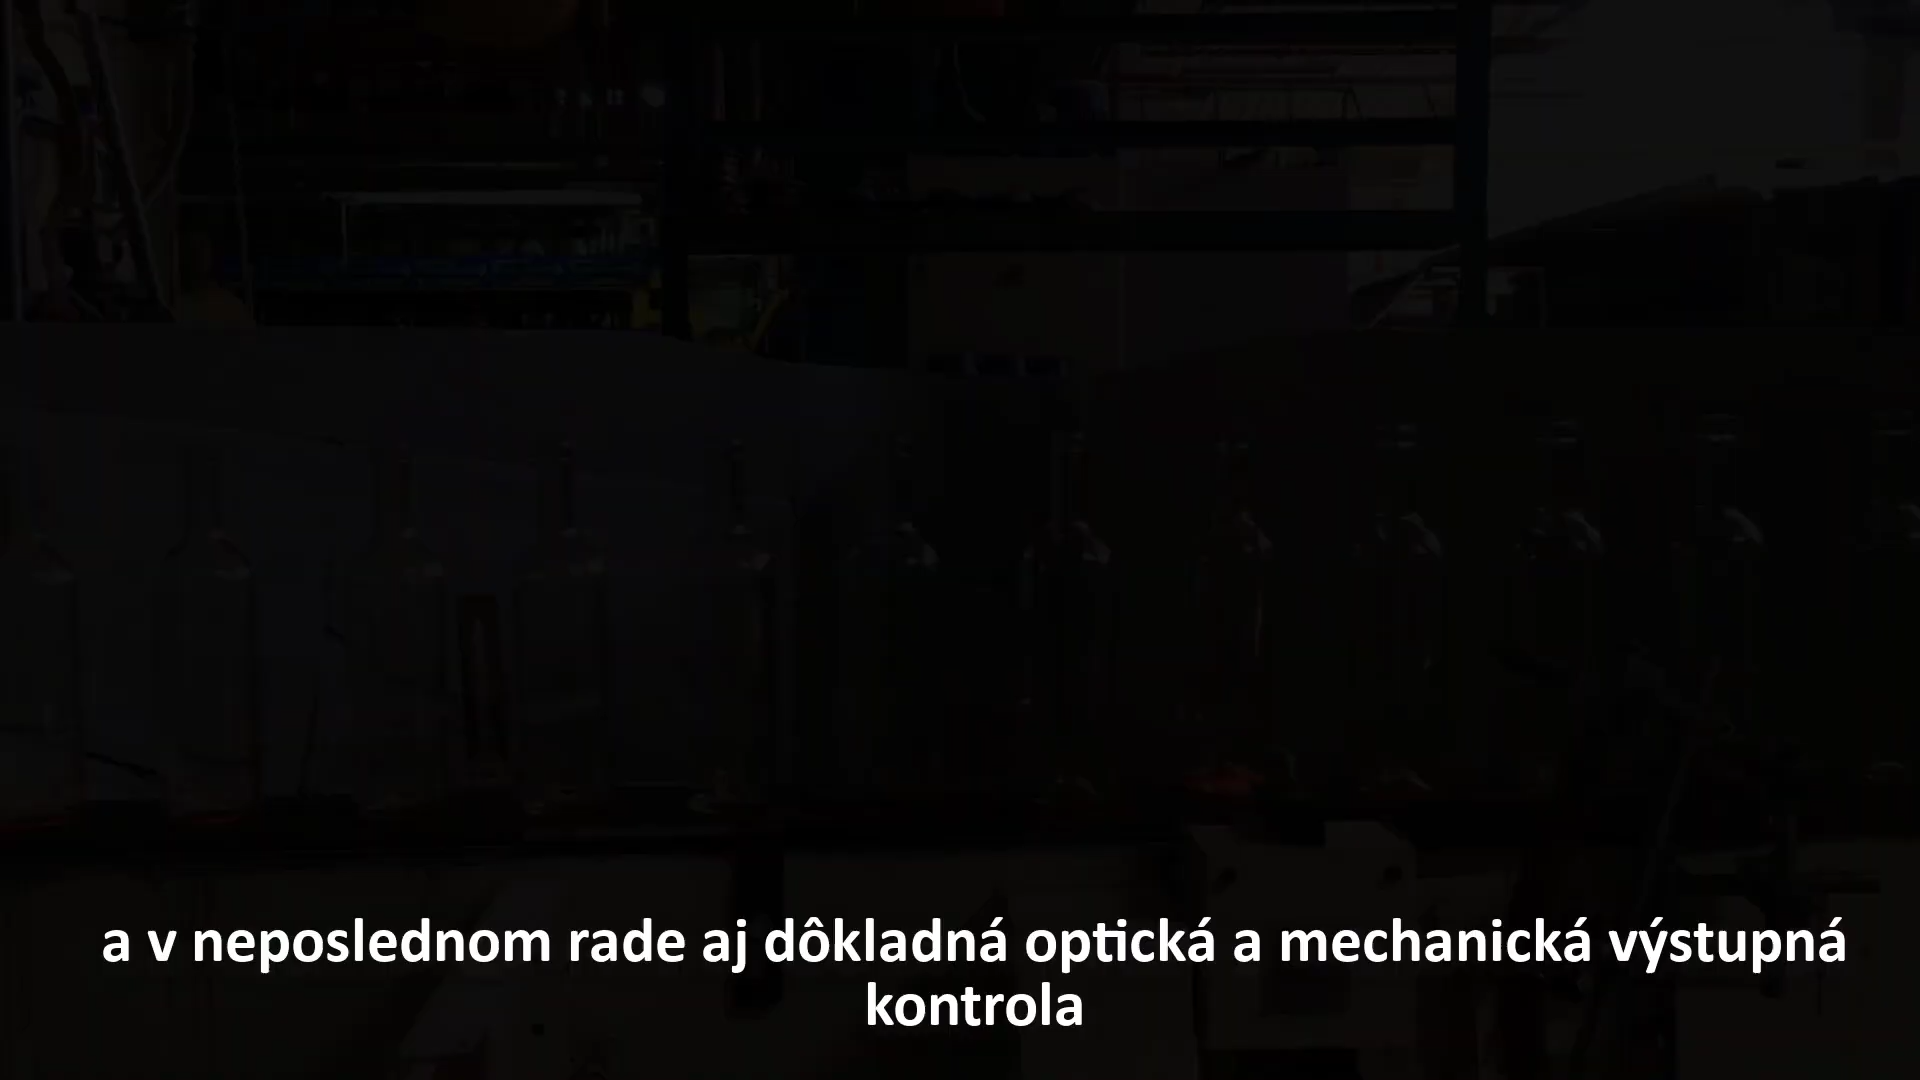 a v neposlednom rade aj dôkladná optická a mechanická výstupná
kontrola